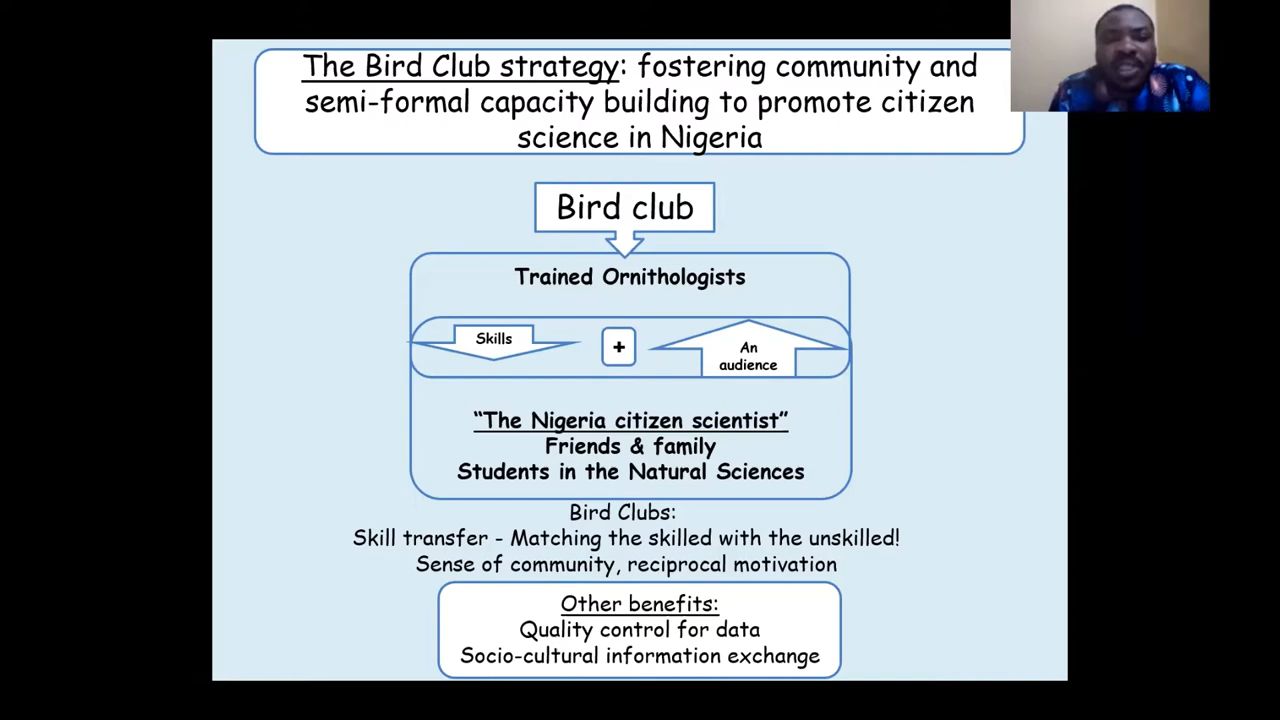 The Bird Club strategy: fostering community and
semi-formal capacity building to promote citizen
science in Nigeria
Bird club
Trained Ornithologists
Skills
+
An
audience
“The Nigeria citizen scientist”
Friends & family
Students in the Natural Sciences
Bird Clubs:
Skill transfer - Matching the skilled with the unskilled!
Sense of community, reciprocal motivation
Other benefits:
Quality control for data
Socio-cultural information exchange